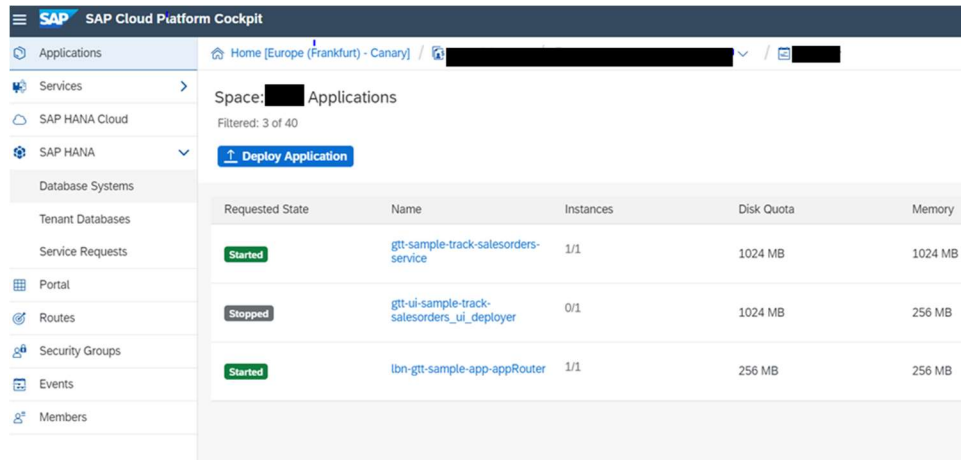 SAP SAP Cloud Platform Cockpit
Applications
Services
SAP HANA Cloud
SAP HANA
Database Systems
Tenant Databases
Service Requests
Portal
Routes
Security Groups
Events
Members
Home [Europe (Frankfurt) - Canary] / /
Space: Applications
Filtered: 3 of 40
Deploy Application
Requested State Name Instances Disk Quota Memory
Started gtt-sample-track-salesorders- 1/1 1024 MB 1024 MB
service
Stopped gtt-ui-sample-track- 0/1 1024 MB 256 MB
salesorders_ui_deployer
Started lbn-gtt-sample-app-appRouter 1/1 256 MB 256 MB